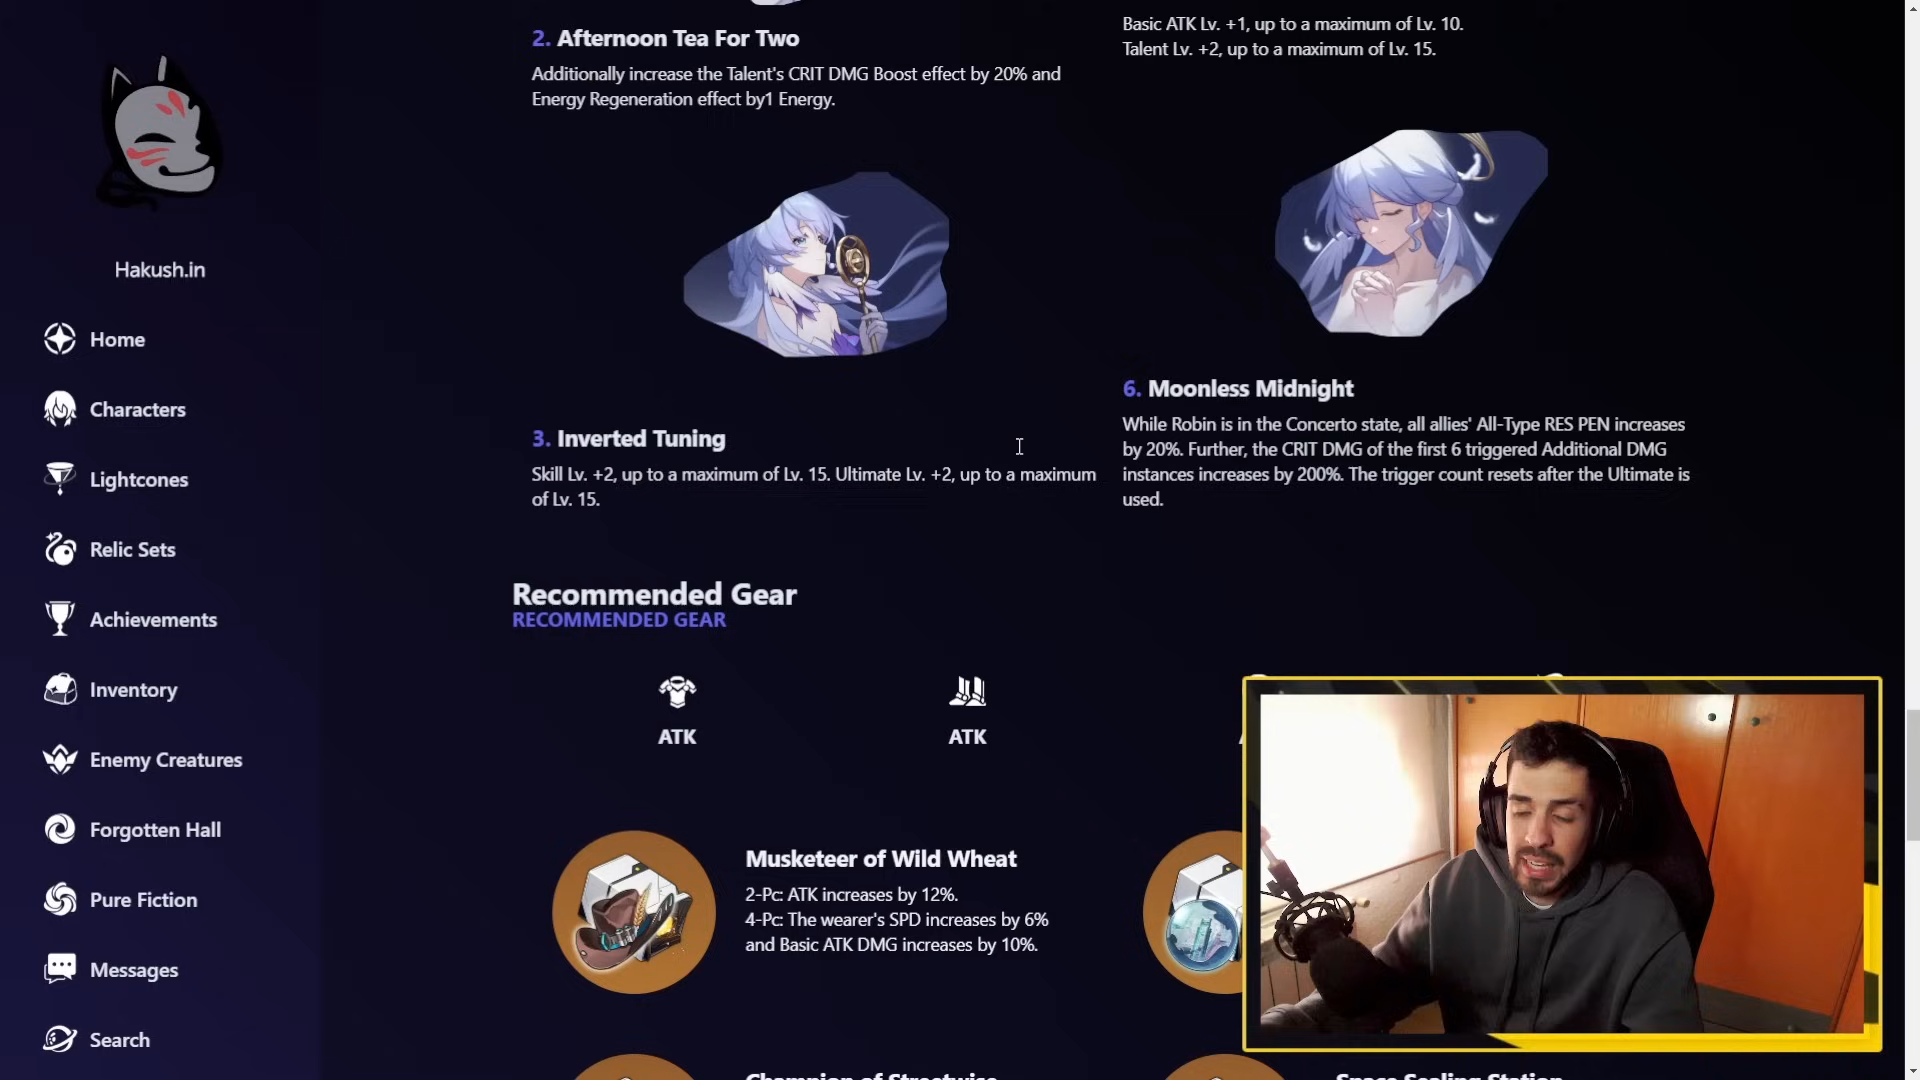 Hakush.in
Home
Characters
Lightcones
Relic Sets
Achievements
Inventory
Enemy Creatures
Forgotten Hall
Pure Fiction
Messages
Search
2. Afternoon Tea For Two
Additionally increase the Talent's CRIT DMG Boost effect by 20% and
Energy Regeneration effect by1 Energy.
3. Inverted Tuning
Skill Lv. +2, up to a maximum of Lv. 15. Ultimate Lv. +2, up to a maximum
of Lv. 15.
Basic ATK Lv. +1, up to a maximum of Lv. 10.
Talent Lv. +2, up to a maximum of Lv. 15.
6. Moonless Midnight
While Robin is in the Concerto state, all allies' All-Type RES PEN increases
by 20%. Further, the CRIT DMG of the first 6 triggered Additional DMG
instances increases by 200%. The trigger count resets after the Ultimate is
used.
Recommended Gear
RECOMMENDED GEAR
ATK
ATK
Musketeer of Wild Wheat
2-Pc: ATK increases by 12%.
4-Pc: The wearer's SPD increases by 6%
and Basic ATK DMG increases by 10%.
Champion of Streetwise
Space Sealing Station